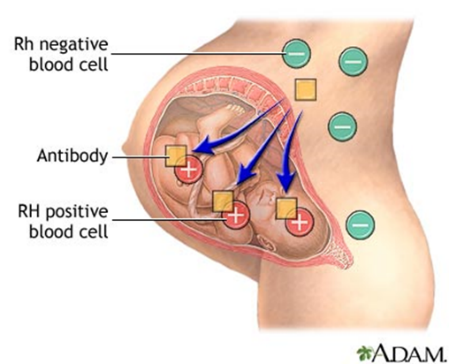 Rh negative
blood cell
Antibody
RH positive
blood cell
ADAM.